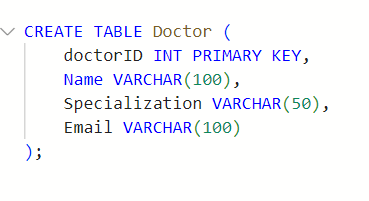 CREATE TABLE Doctor (
    doctorID INT PRIMARY KEY,
    Name VARCHAR(100),
    Specialization VARCHAR(50),
    Email VARCHAR(100)
);